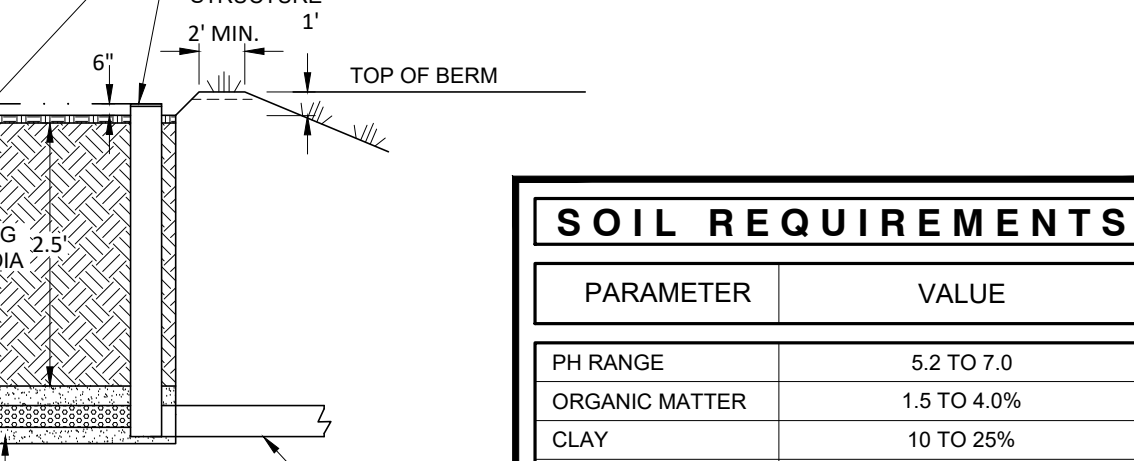 STRUCTURE
2' MIN.
1'
6"
TOP OF BERM
2.5'
SOIL REQUIREMENTS
PARAMETER VALUE
PH RANGE 5.2 TO 7.0
ORGANIC MATTER 1.5 TO 4.0%
CLAY 10 TO 25%